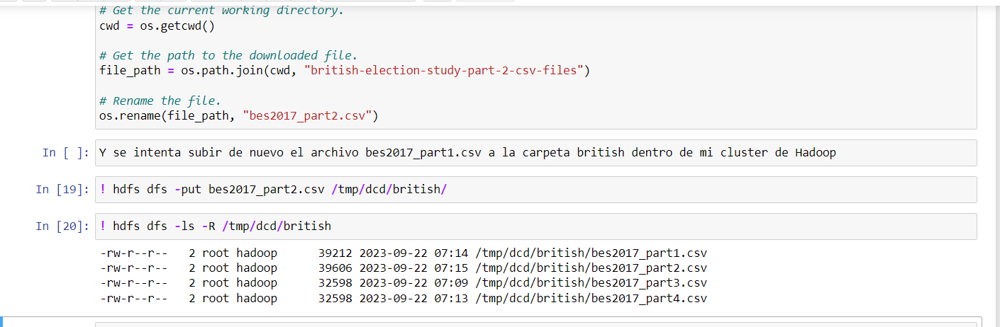 # Get the current working directory.
cwd = os.getcwd()
# Get the path to the downloaded file.
file_path = os.path.join(cwd, "british-election-study-part-2-csv-files")
# Rename the file.
os.rename(file_path, "bes2017_part2.csv")
In [ ]: Y se intenta subir de nuevo el archivo bes2017_part1.csv a la carpeta british dentro de mi cluster de Hadoop
In [19]: ! hdfs dfs -put bes2017_part2.csv /tmp/dcd/british/
In [20]: ! hdfs dfs -ls -R /tmp/dcd/british
-rw-r--r--   2 root hadoop      39212 2023-09-22 07:14 /tmp/dcd/british/bes2017_part1.csv
-rw-r--r--   2 root hadoop      39606 2023-09-22 07:15 /tmp/dcd/british/bes2017_part2.csv
-rw-r--r--   2 root hadoop      32598 2023-09-22 07:09 /tmp/dcd/british/bes2017_part3.csv
-rw-r--r--   2 root hadoop      32598 2023-09-22 07:13 /tmp/dcd/british/bes2017_part4.csv